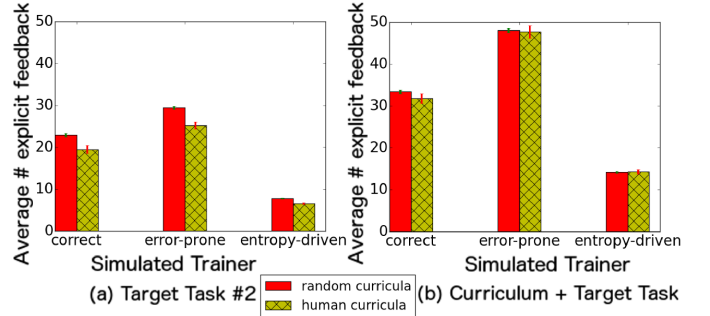 Average # explicit feedback
50
40
30
20
10
0
correct error-prone entropy-driven
Simulated Trainer
(a) Target Task #2
Average # explicit feedback
50
40
30
20
10
0
correct error-prone entropy-driven
Simulated Trainer
(b) Curriculum + Target Task
random curricula
human curricula